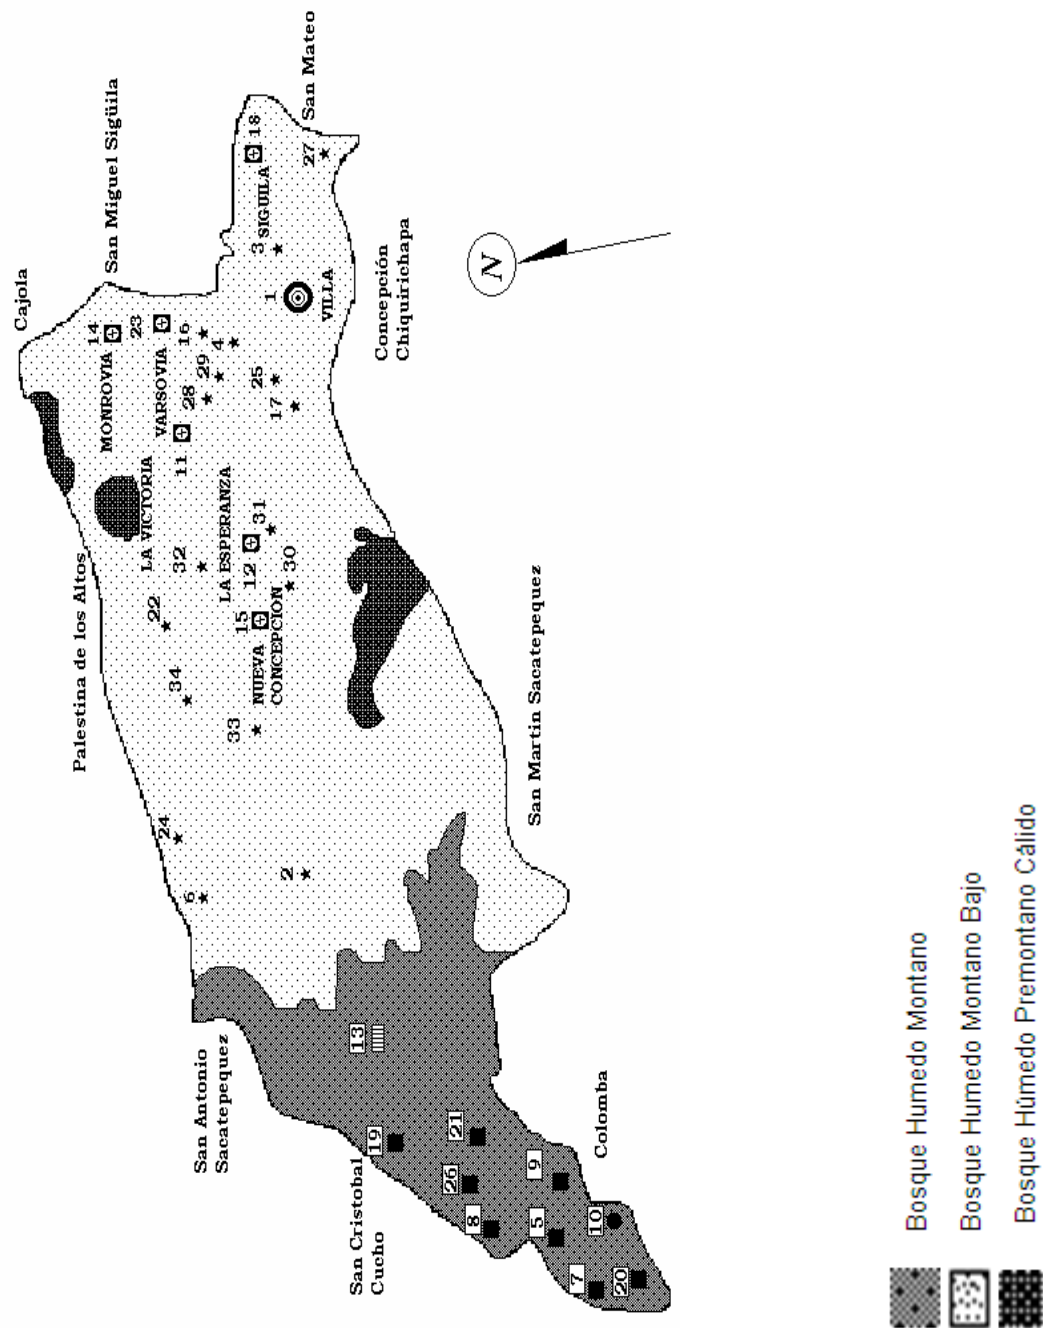 Cajola
San Miguel Sigüila
San Mateo
Concepción
Chiquirichapa
Palestina de los Altos
San Martin Sacatepequez
San Antonio
Sacatepequez
San Cristobal
Cucho
Colomba
N
14
MONROVIA
23
VARSOVIA
16
4
29
28
11
LA VICTORIA
18
SIGUILA
3
27
1
VILLA
25
17
LA ESPERANZA
31
12
30
15
NUEVA
CONCEPCION
32
22
34
33
24
6
2
13
19
21
26
9
8
5
10
7
20
Bosque Humedo Montano
Bosque Humedo Montano Bajo
Bosque Húmedo Premontano Cálido